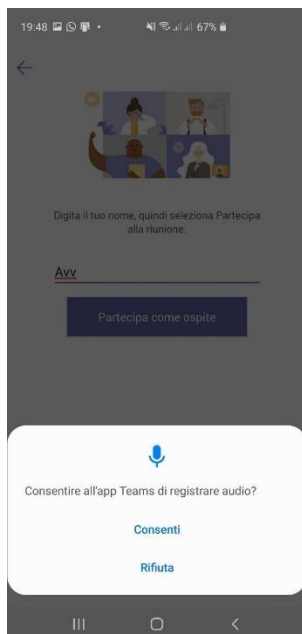 19:48 67%
Digita il tuo nome, quindi seleziona Partecipa
alla riunione.
Avv
Partecipa come ospite
Consentire all'app Teams di registrare audio?
Consenti
Rifiuta